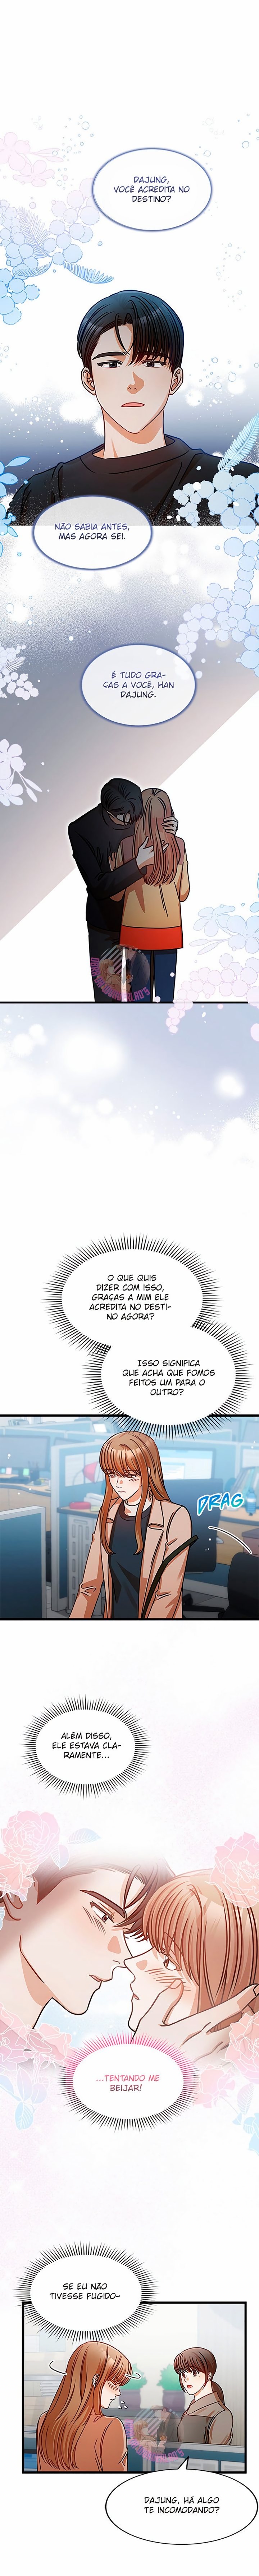 DAJUNG,
VOCÊ ACREDITA NO
DESTINO?
NÃO SABIA ANTES,
MAS AGORA SEI.
É TUDO GRA-
ÇAS A VOCÊ, HAN
DAJUNG.
O QUE QUIS
DIZER COM ISSO,
GRAÇAS A MIM ELE
ACREDITA NO DESTI-
NO AGORA?
ISSO SIGNIFICA
QUE ACHA QUE FOMOS
FEITOS UM PARA O
OUTRO?
DRAG
ALÉM DISSO,
ELE ESTAVA CLA-
RAMENTE...
...TENTANDO ME
BEIJAR!
SE EU NÃO
TIVESSE FUGIDO-
DAJUNG, HÁ ALGO
TE INCOMODANDO?